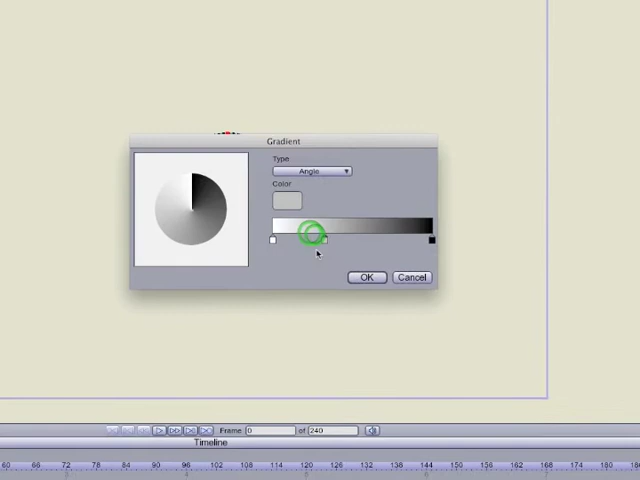 Gradient
Type
Angle
Color
OK
Cancel
Frame 0 of 240
Timeline
60 66 72 78 84 90 96 102 108 114 120 126 132 138 144 150 156 162 168 174 180